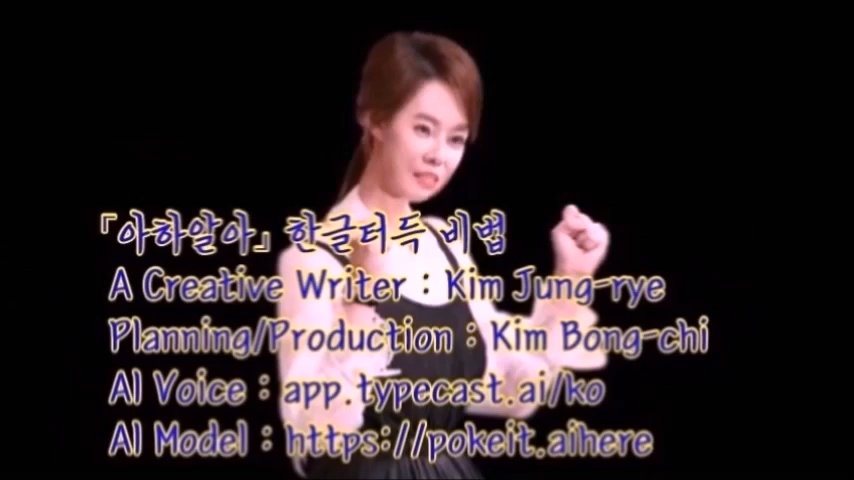 『아하알아』 한글터득 비법
A Creative Writer : Kim Jung-rye
Planning/Production : Kim Bong-chi
AI Voice : app.typecast.ai/ko
AI Model : https://pokeit.aihere